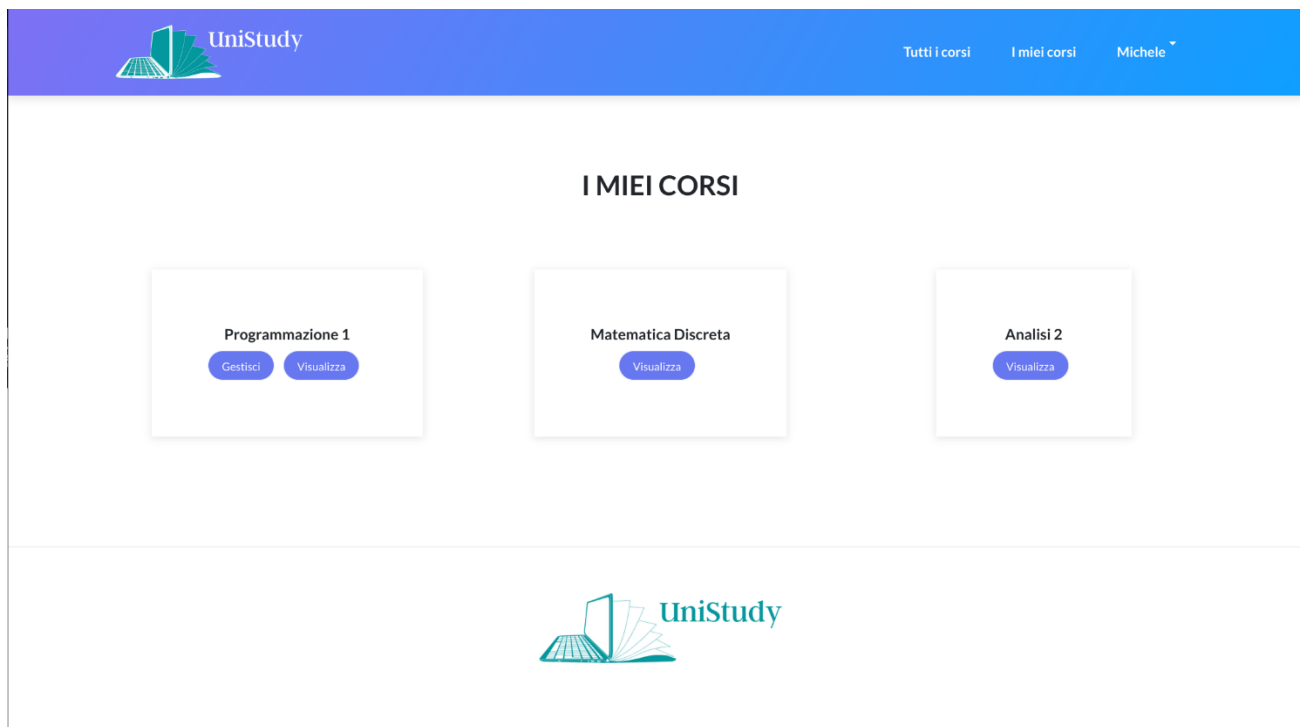 UniStudy
Tutti i corsi I miei corsi Michele
I MIEI CORSI
Programmazione 1
Gestisci Visualizza
Matematica Discreta
Visualizza
Analisi 2
Visualizza
UniStudy